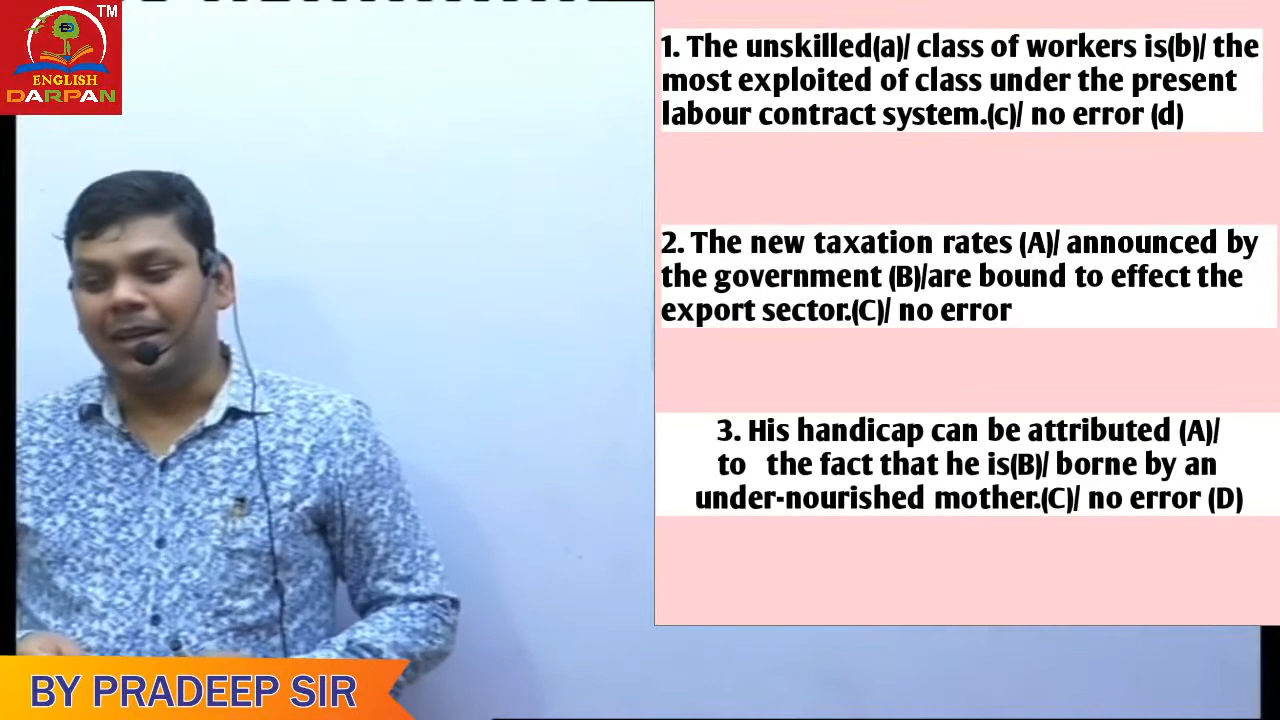 TM
ENGLISH
DARPAN
1. The unskilled(a)/ class of workers is(b)/ the
most exploited of class under the present
labour contract system.(c)/ no error (d)
2. The new taxation rates (A)/ announced by
the government (B)/are bound to effect the
export sector.(C)/ no error
3. His handicap can be attributed (A)/
to the fact that he is(B)/ borne by an
under-nourished mother.(C)/ no error (D)
BY PRADEEP SIR